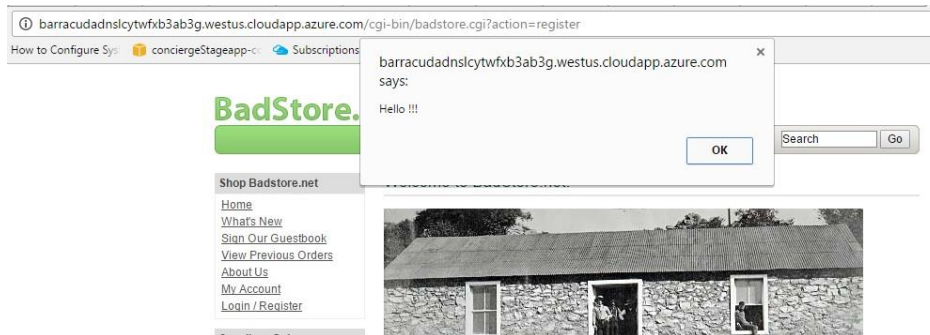 barracudadnslcytwfxb3ab3g.westus.cloudapp.azure.com/cgi-bin/badstore.cgi?action=register
How to Configure Sys conciergeStageapp-co Subscriptions
barracudadnslcytwfxb3ab3g.westus.cloudapp.azure.com
says:
Hello !!!
OK
BadStore.
Search Go
Shop Badstore.net
Home
What's New
Sign Our Guestbook
View Previous Orders
About Us
My Account
Login / Register